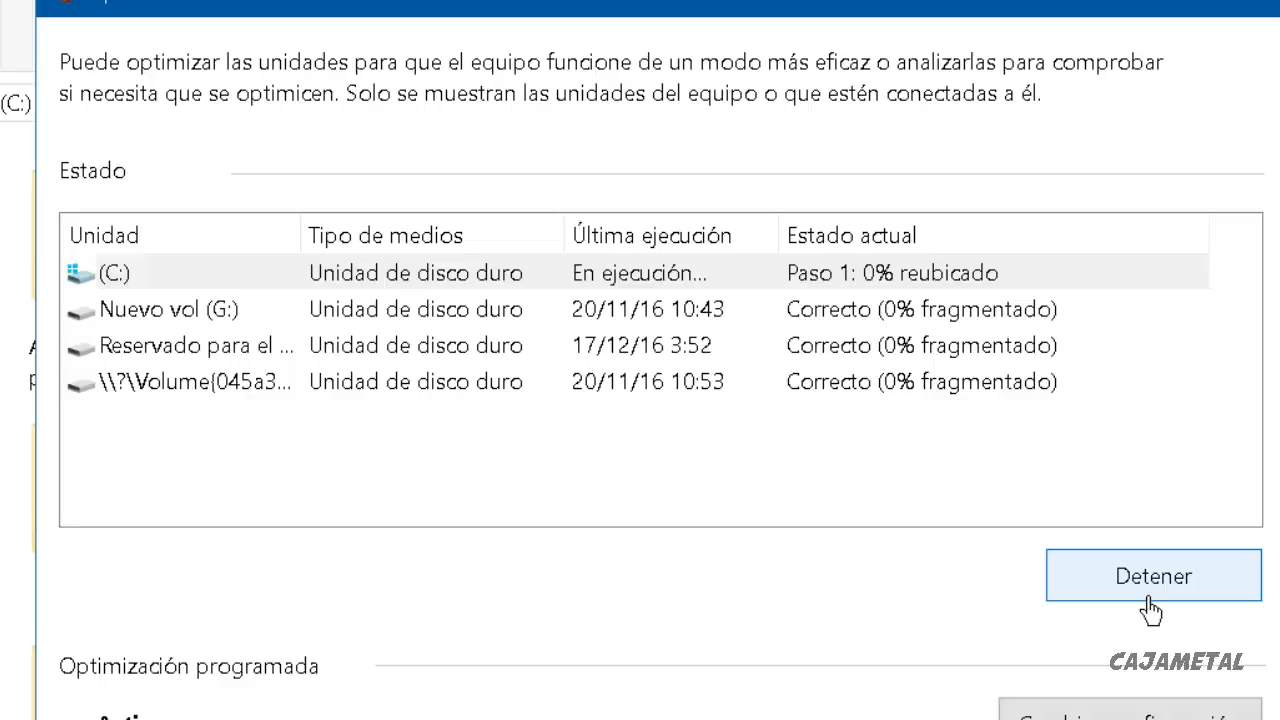 Puede optimizar las unidades para que el equipo funcione de un modo más eficaz o analizarlas para comprobar
si necesita que se optimicen. Solo se muestran las unidades del equipo o que estén conectadas a él.
(C:)
Estado
Unidad Tipo de medios Última ejecución Estado actual
(C:) Unidad de disco duro En ejecución... Paso 1: 0% reubicado
Nuevo vol (G:) Unidad de disco duro 20/11/16 10:43 Correcto (0% fragmentado)
Reservado para el ... Unidad de disco duro 17/12/16 3:52 Correcto (0% fragmentado)
\\?\Volume{045a3... Unidad de disco duro 20/11/16 10:53 Correcto (0% fragmentado)
Detener
CAJAMETAL
Optimización programada